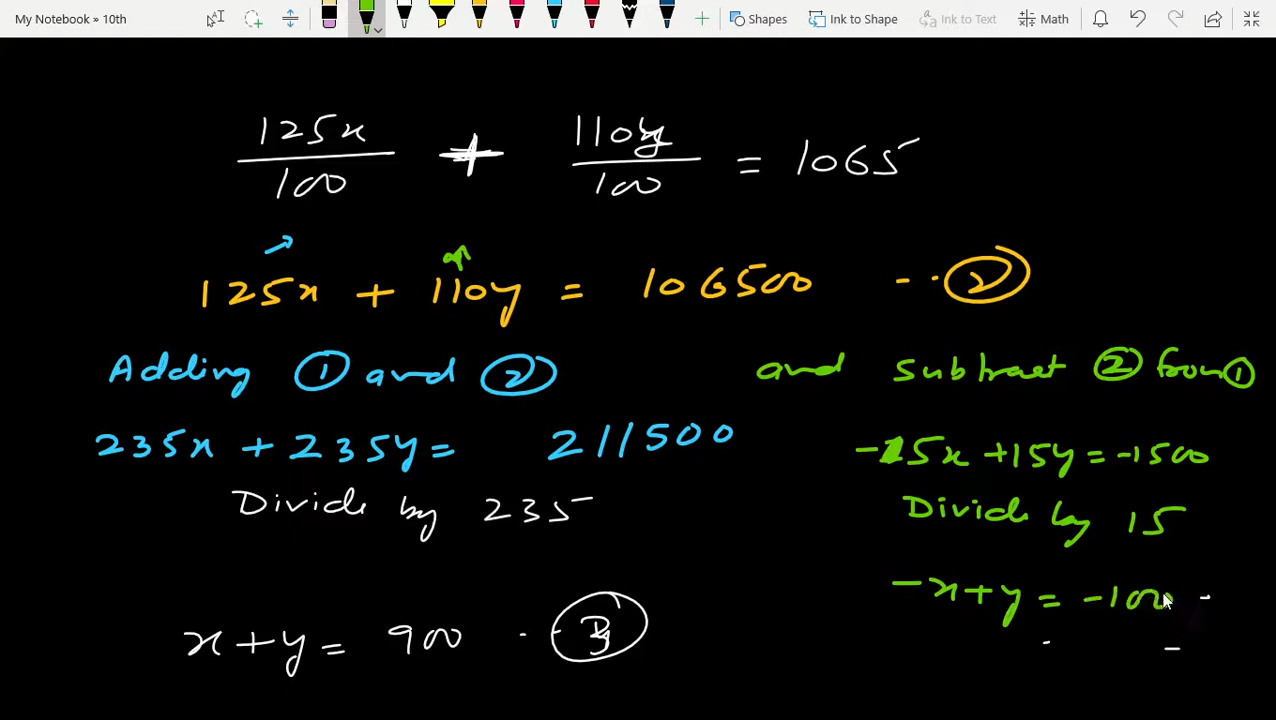 My Notebook » 10th
Shapes Ink to Shape Ink to Text Math
125x/100 + 110y/100 = 1065
125x + 110y = 106500 -- ②
Adding ① and ②
235x + 235y = 211500
Divide by 235
x + y = 900 -- ③
and subtract ② from ①
-15x + 15y = -1500
Divide by 15
-x + y = -100 -